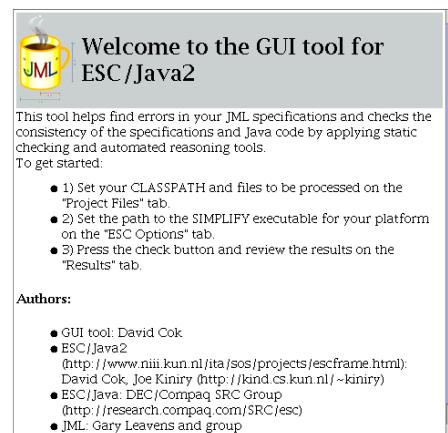 JML
Welcome to the GUI tool for
ESC/Java2
This tool helps find errors in your JML specifications and checks the
consistency of the specifications and Java code by applying static
checking and automated reasoning tools.
To get started:
● 1) Set your CLASSPATH and files to be processed on the
"Project Files" tab.
● 2) Set the path to the SIMPLIFY executable for your platform
on the "ESC Options" tab.
● 3) Press the check button and review the results on the
"Results" tab.
Authors:
● GUI tool: David Cok
● ESC/Java2
(http://www.niii.kun.nl/ita/sos/projects/escframe.html):
David Cok, Joe Kiniry (http://kind.cs.kun.nl/~kiniry)
● ESC/Java: DEC/Compaq SRC Group
(http://research.compaq.com/SRC/esc)
● JML: Gary Leavens and group